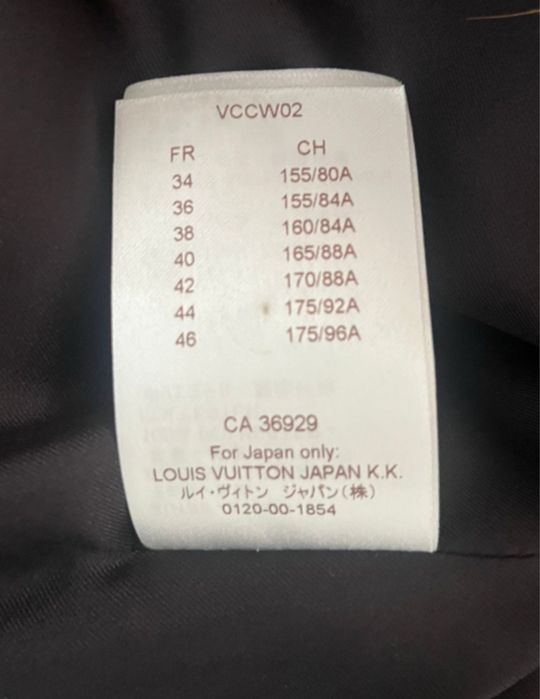 VCCW02
FR CH
34 155/80A
36 155/84A
38 160/84A
40 165/88A
42 170/88A
44 175/92A
46 175/96A
CA 36929
For Japan only:
LOUIS VUITTON JAPAN K.K.
ルイ・ヴィトン ジャパン(株)
0120-00-1854